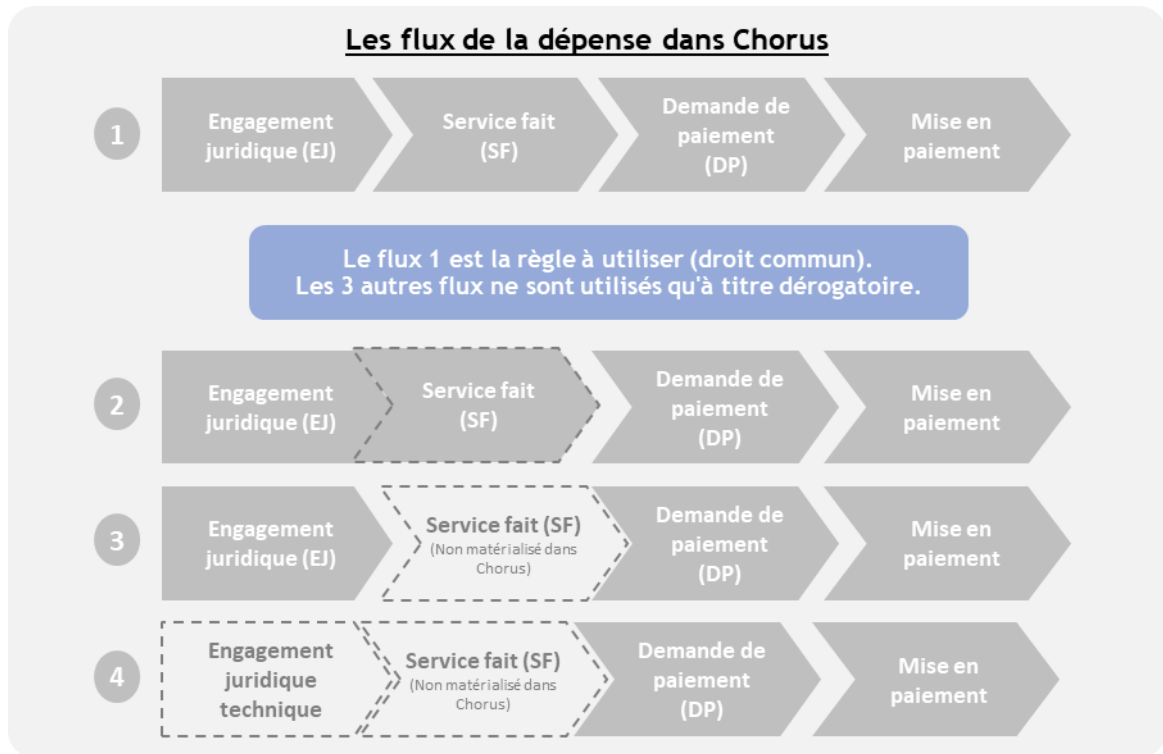 Les flux de la dépense dans Chorus
1
Engagement
juridique (EJ)
Service fait
(SF)
Demande de
paiement
(DP)
Mise en
paiement
Le flux 1 est la règle à utiliser (droit commun).
Les 3 autres flux ne sont utilisés qu'à titre dérogatoire.
2
Engagement
juridique (EJ)
Service fait
(SF)
Demande de
paiement
(DP)
Mise en
paiement
3
Engagement
juridique (EJ)
Service fait (SF)
(Non matérialisé dans
Chorus)
Demande de
paiement
(DP)
Mise en
paiement
4
Engagement
juridique
technique
Service fait (SF)
(Non matérialisé dans
Chorus)
Demande de
paiement
(DP)
Mise en
paiement